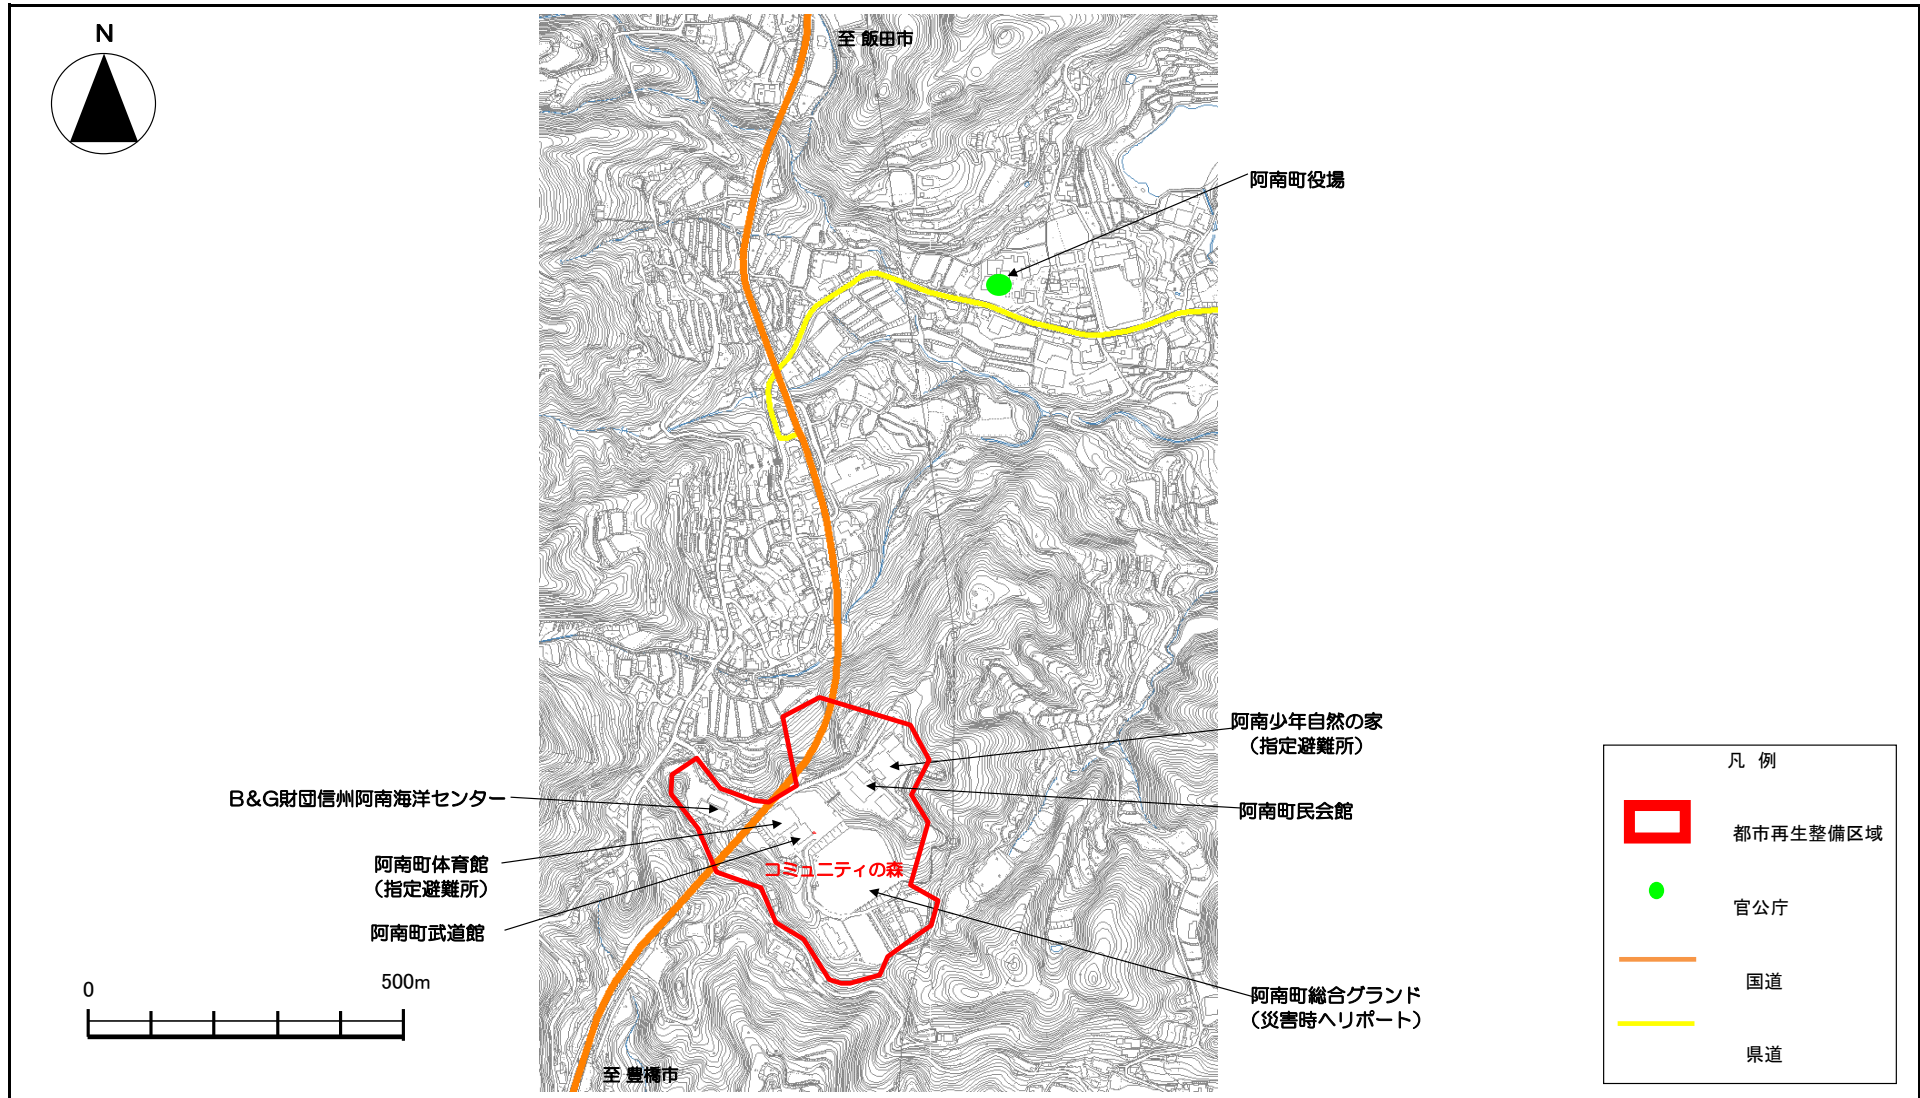 N
至 飯田市
阿南町役場
阿南少年自然の家
（指定避難所）
B&G財団信州阿南海洋センター
阿南町民会館
阿南町体育館
（指定避難所）
コミュニティの森
阿南町武道館
阿南町総合グランド
（災害時ヘリポート）
0
500m
至 豊橋市
凡 例
都市再生整備区域
官公庁
国道
県道